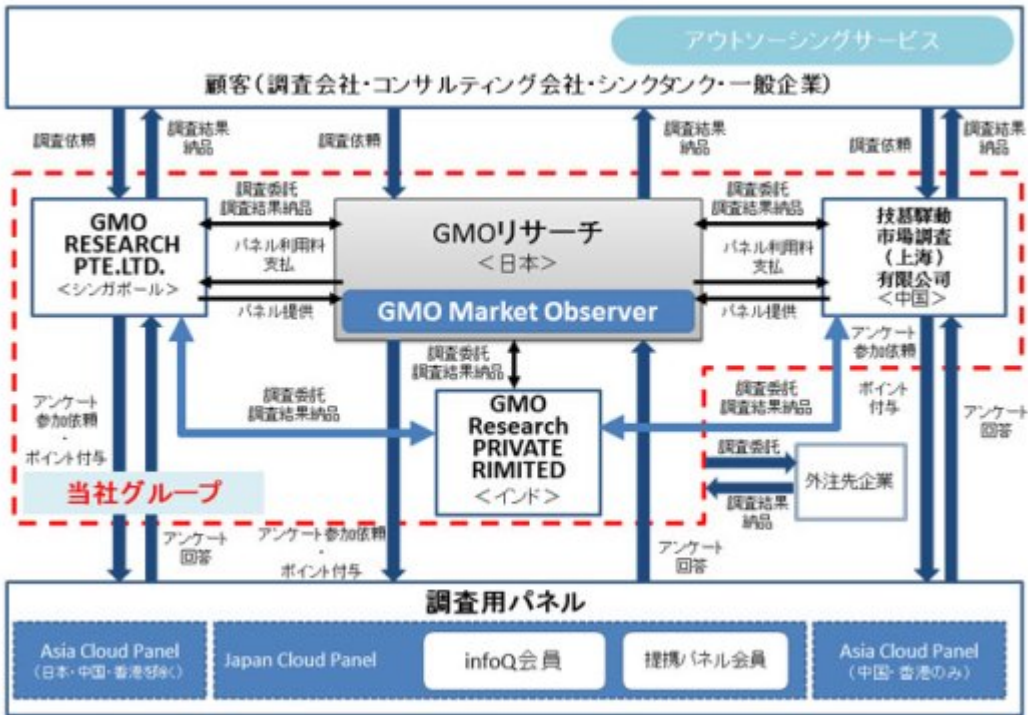 アウトソーシングサービス
顧客(調査会社・コンサルティング会社・シンクタンク・一般企業)
調査依頼
調査結果
納品
調査依頼
調査結果
納品
調査依頼
調査結果
納品
GMO
RESEARCH
PTE.LTD.
<シンガポール>
調査委託
調査結果納品
パネル利用料
支払
パネル提供
GMOリサーチ
<日本>
GMO Market Observer
調査委託
調査結果納品
パネル利用料
支払
パネル提供
技慕驛動
市場調査
(上海)
有限公司
<中国>
調査委託
調査結果納品
アンケート
参加依頼
・
ポイント
付与
調査委託
調査結果納品
GMO
Research
PRIVATE
RIMITED
<インド>
調査委託
調査結果納品
アンケート
回答
アンケート
参加依頼
・
ポイント付与
当社グループ
調査委託
外注先企業
調査結果
納品
アンケート
回答
アンケート参加依頼
・
ポイント付与
アンケート
回答
調査用パネル
Asia Cloud Panel
(日本・中国・香港を除く)
Japan Cloud Panel
infoQ会員
提携パネル会員
Asia Cloud Panel
(中国・香港のみ)